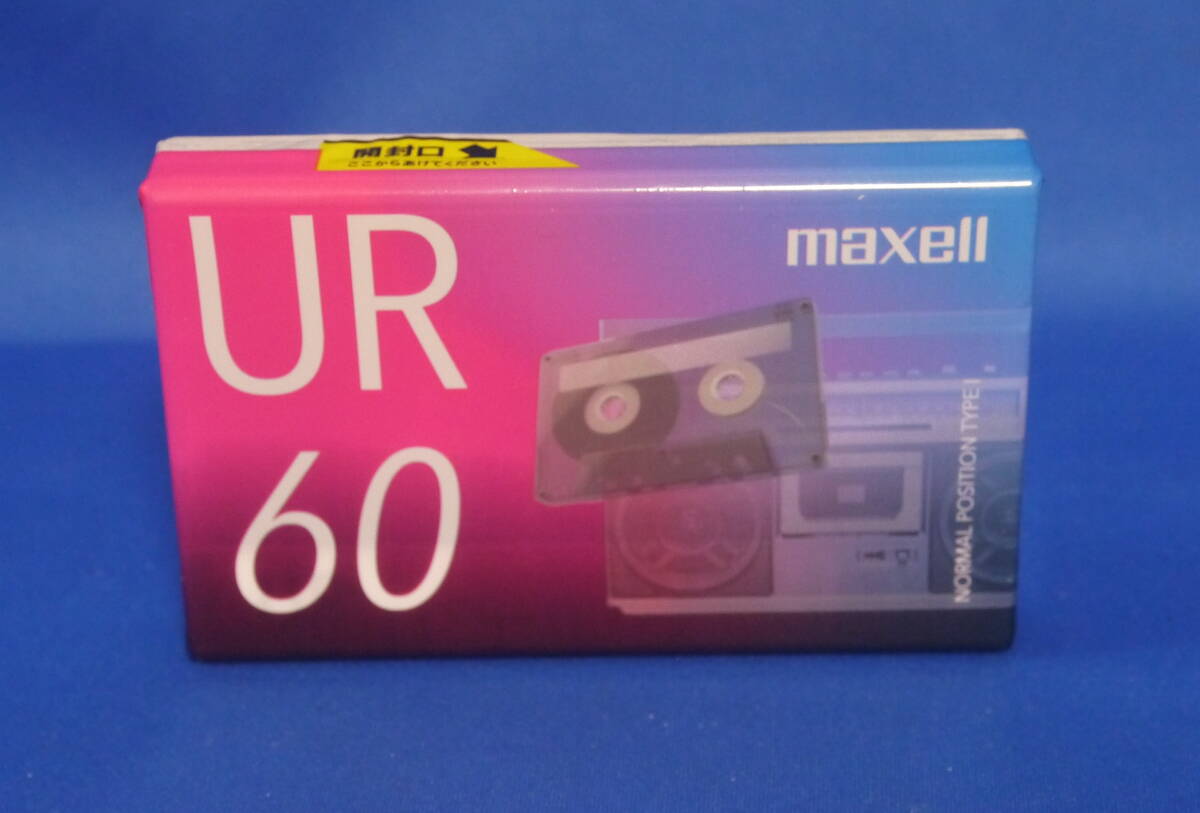 開封口
ここからあけてください
UR
maxell
60
NORMAL POSITION TYPE I